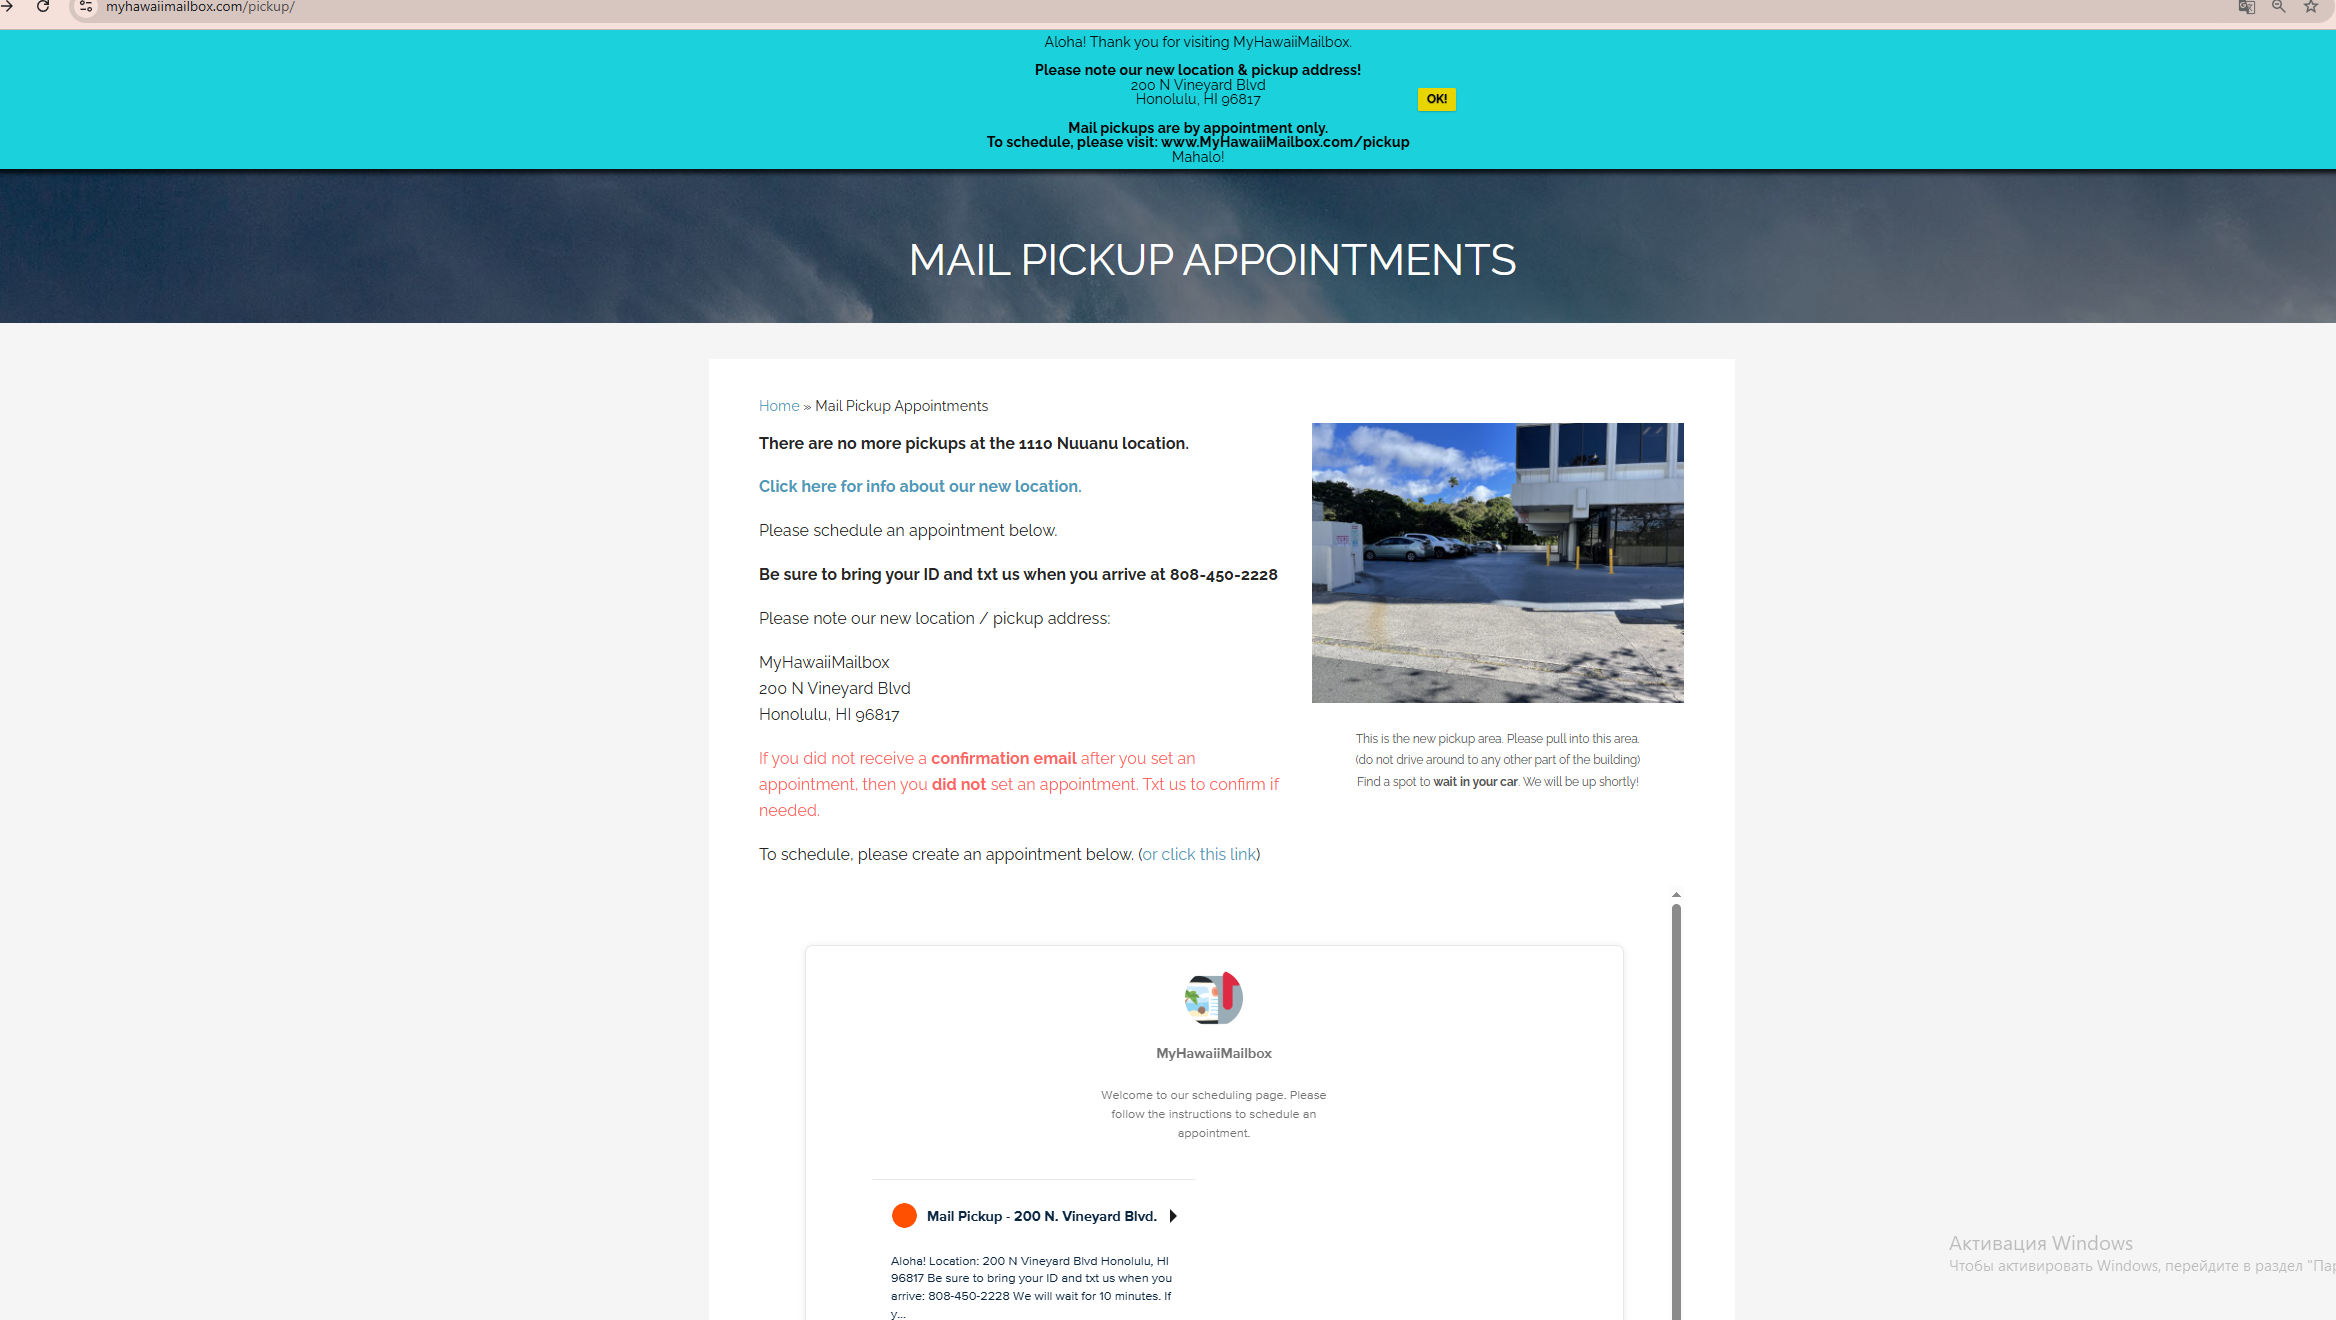 myhawaiimailbox.com/pickup/
Aloha! Thank you for visiting MyHawaiiMailbox.
Please note our new location & pickup address!
200 N Vineyard Blvd
Honolulu, HI 96817
OK!
Mail pickups are by appointment only.
To schedule, please visit: www.MyHawaiiMailbox.com/pickup
Mahalo!
MAIL PICKUP APPOINTMENTS
Home » Mail Pickup Appointments
There are no more pickups at the 1110 Nuuanu location.
Click here for info about our new location.
Please schedule an appointment below.
Be sure to bring your ID and txt us when you arrive at 808-450-2228
Please note our new location / pickup address:
MyHawaiiMailbox
200 N Vineyard Blvd
Honolulu, HI 96817
If you did not receive a confirmation email after you set an
appointment, then you did not set an appointment. Txt us to confirm if
needed.
To schedule, please create an appointment below. (or click this link)
This is the new pickup area. Please pull into this area.
(do not drive around to any other part of the building)
Find a spot to wait in your car. We will be up shortly!
MyHawaiiMailbox
Welcome to our scheduling page. Please
follow the instructions to schedule an
appointment.
Mail Pickup - 200 N. Vineyard Blvd.
Aloha! Location: 200 N Vineyard Blvd Honolulu, HI
96817 Be sure to bring your ID and txt us when you
arrive: 808-450-2228 We will wait for 10 minutes. If
y...
Активация Windows
Чтобы активировать Windows, перейдите в раздел "Пар